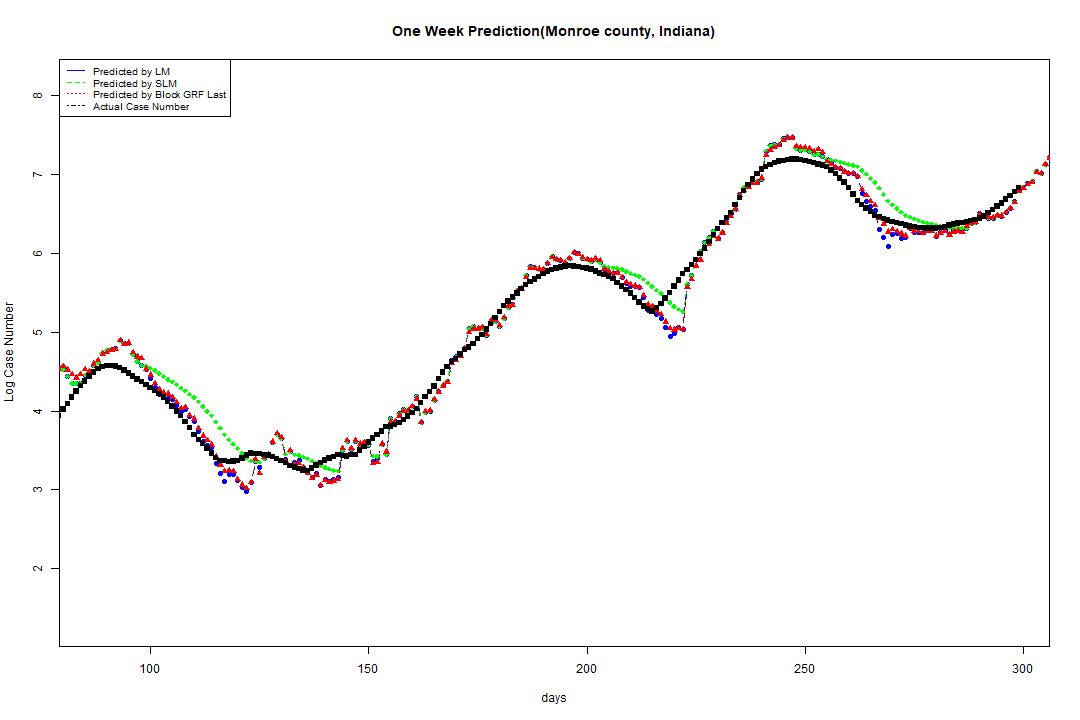 One Week Prediction(Monroe county, Indiana)
Predicted by LM
Predicted by SLM
Predicted by Block GRF Last
Actual Case Number
8
7
6
5
4
3
2
Log Case Number
100 150 200 250 300
days